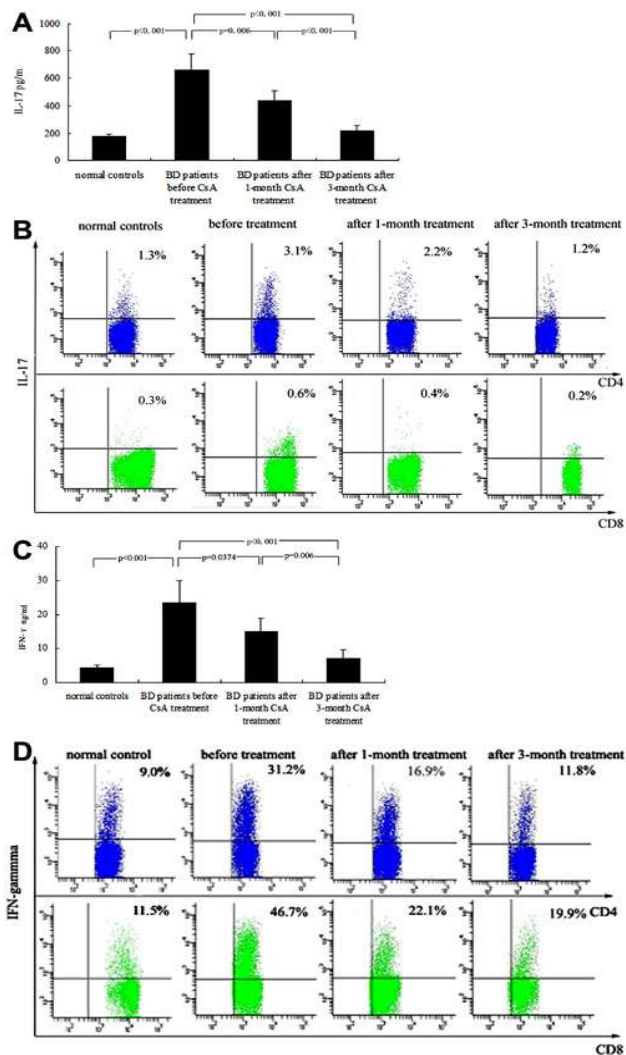 A
p<0.001
p<0.001 p=0.006 p<0.001
IL-17 pg/m
1000
800
600
400
200
0
normal controls BD patients before CsA treatment BD patients after 1-month CsA treatment BD patients after 3-month CsA treatment
B
normal controls before treatment after 1-month treatment after 3-month treatment
1.3% 3.1% 2.2% 1.2%
IL-17
CD4
0.3% 0.6% 0.4% 0.2%
CD8
C
p<0.001
p<0.001 p=0.0374 p=0.006
IFN-γ ng/ml
40
30
20
10
0
normal controls BD patients before CsA treatment BD patients after 1-month CsA treatment BD patients after 3-month CsA treatment
D
normal control before treatment after 1-month treatment after 3-month treatment
9.0% 31.2% 16.9% 11.8%
IFN-gammma
11.5% 46.7% 22.1% 19.9% CD4
CD8